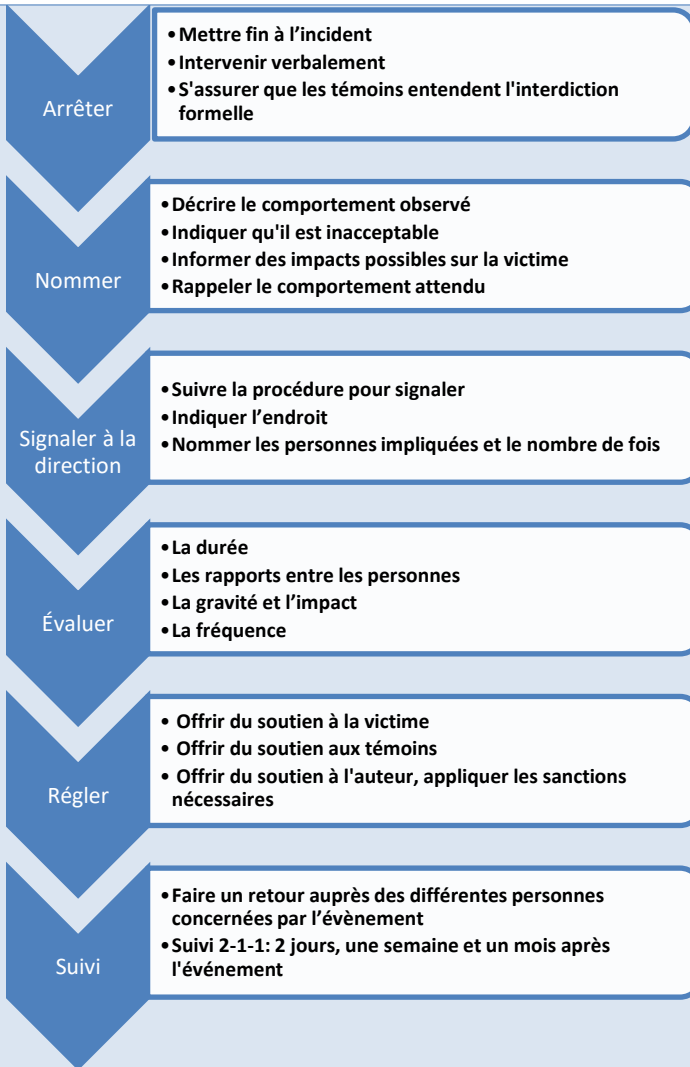 Arrêter
•Mettre fin à l’incident
•Intervenir verbalement
•S'assurer que les témoins entendent l'interdiction
formelle
Nommer
•Décrire le comportement observé
•Indiquer qu'il est inacceptable
•Informer des impacts possibles sur la victime
•Rappeler le comportement attendu
Signaler à la
direction
•Suivre la procédure pour signaler
•Indiquer l’endroit
•Nommer les personnes impliquées et le nombre de fois
Évaluer
•La durée
•Les rapports entre les personnes
•La gravité et l’impact
•La fréquence
Régler
• Offrir du soutien à la victime
• Offrir du soutien aux témoins
• Offrir du soutien à l'auteur, appliquer les sanctions
nécessaires
Suivi
•Faire un retour auprès des différentes personnes
concernées par l’évènement
•Suivi 2-1-1: 2 jours, une semaine et un mois après
l'événement